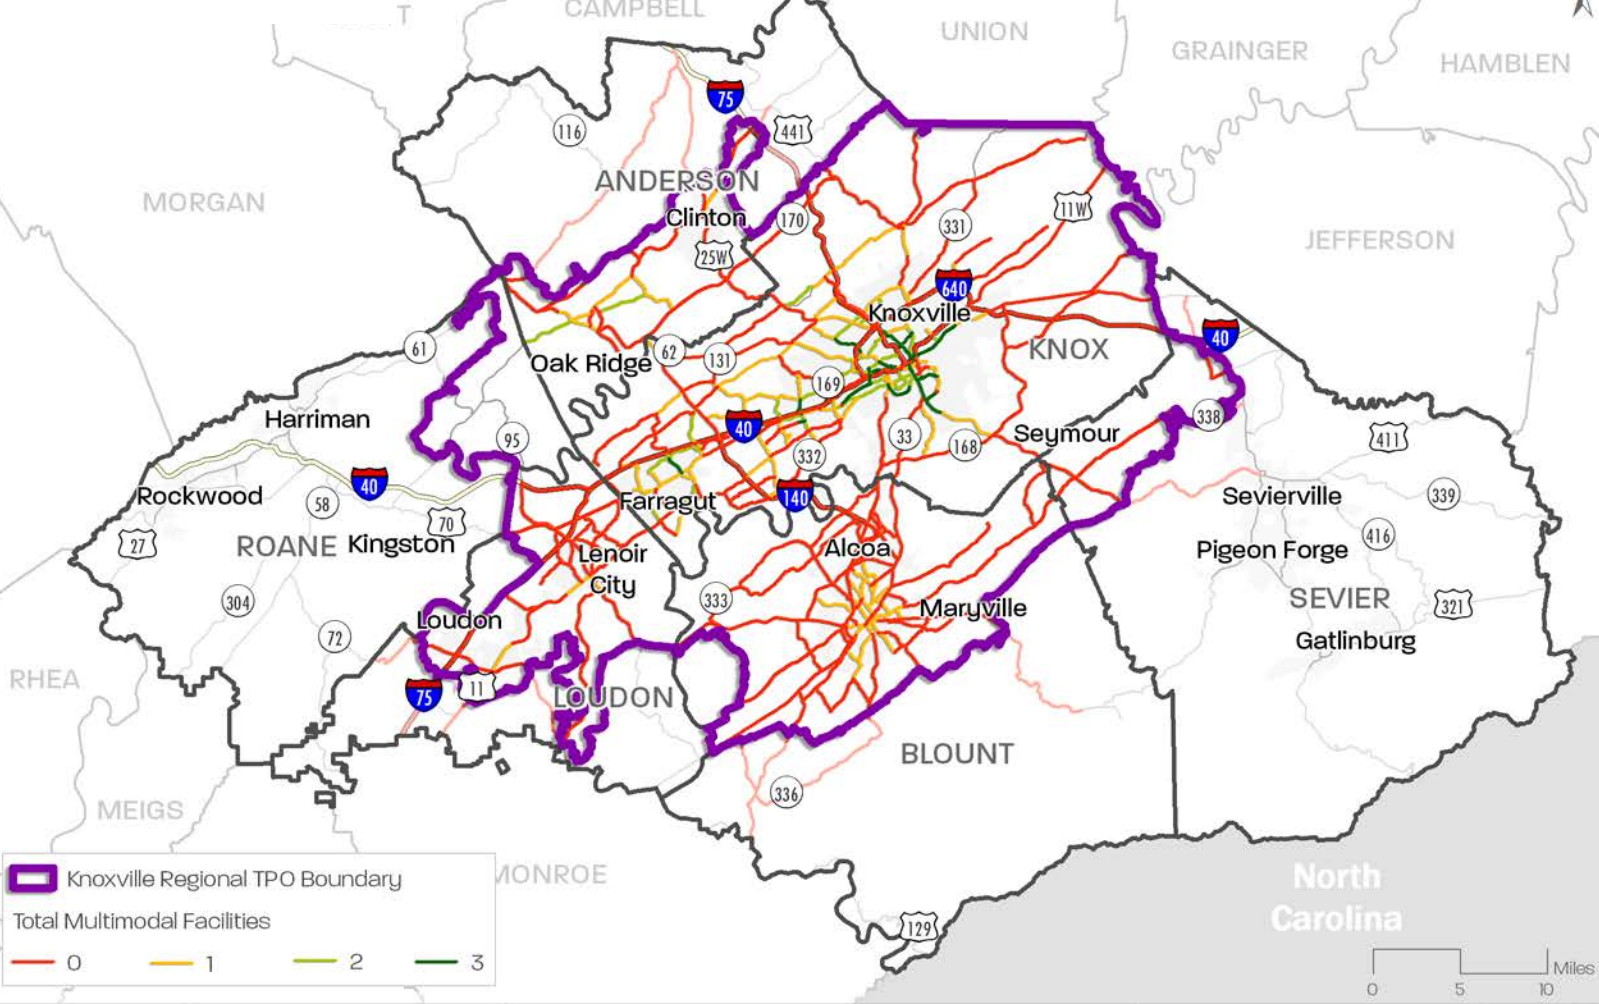 T
CAMPBELL
UNION
GRAINGER
HAMBLEN
75
116
441
ANDERSON
MORGAN
Clinton
170
331
11W
JEFFERSON
25W
640
Knoxville
61
Oak Ridge
62
131
KNOX
40
169
Harriman
338
40
95
33
168
Seymour
411
332
Rockwood
40
58
140
Farragut
Sevierville
339
70
27
ROANE
Kingston
Lenoir
City
Alcoa
416
Pigeon Forge
304
333
Maryville
SEVIER
321
Loudon
72
Gatlinburg
RHEA
75
11
LOUDON
BLOUNT
336
MEIGS
MONROE
129
North
Carolina
Knoxville Regional TPO Boundary
Total Multimodal Facilities
0 1 2 3
Miles
0 5 10